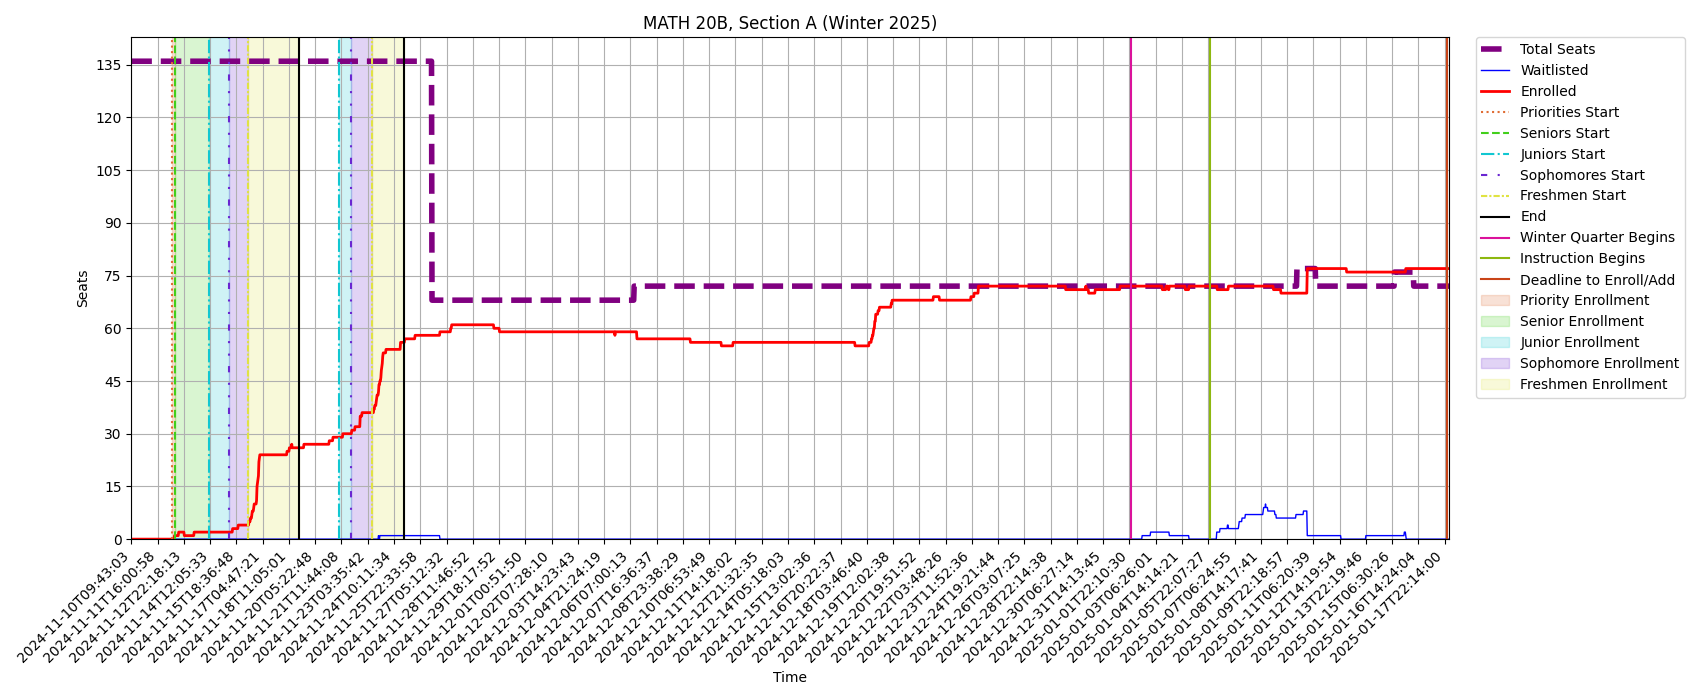 MATH 20B, Section A (Winter 2025)
Seats
135
120
105
90
75
60
45
30
15
0
2024-11-10T09:43:03
2024-11-11T16:00:58
2024-11-12T22:18:13
2024-11-14T12:05:33
2024-11-15T18:36:48
2024-11-17T04:47:21
2024-11-18T11:05:01
2024-11-20T05:22:48
2024-11-21T11:44:08
2024-11-23T03:35:42
2024-11-24T10:11:34
2024-11-25T22:33:58
2024-11-27T05:12:32
2024-11-28T11:46:52
2024-11-29T18:17:52
2024-12-01T00:51:50
2024-12-02T07:28:10
2024-12-03T14:23:43
2024-12-04T21:24:19
2024-12-06T07:00:13
2024-12-07T16:36:37
2024-12-08T23:38:29
2024-12-10T06:53:49
2024-12-11T14:18:02
2024-12-12T21:32:35
2024-12-14T05:18:03
2024-12-15T13:02:36
2024-12-16T20:22:37
2024-12-18T03:46:40
2024-12-19T12:02:38
2024-12-20T19:51:52
2024-12-22T03:48:26
2024-12-23T11:52:36
2024-12-24T19:21:44
2024-12-26T03:07:25
2024-12-28T22:14:38
2024-12-30T06:27:14
2024-12-31T14:13:45
2025-01-01T22:10:30
2025-01-03T06:26:01
2025-01-04T14:14:21
2025-01-05T22:07:27
2025-01-07T06:24:55
2025-01-08T14:17:41
2025-01-09T22:18:57
2025-01-11T06:20:39
2025-01-12T14:19:54
2025-01-13T22:19:46
2025-01-15T06:30:26
2025-01-16T14:24:04
2025-01-17T22:14:00
Time
Total Seats
Waitlisted
Enrolled
Priorities Start
Seniors Start
Juniors Start
Sophomores Start
Freshmen Start
End
Winter Quarter Begins
Instruction Begins
Deadline to Enroll/Add
Priority Enrollment
Senior Enrollment
Junior Enrollment
Sophomore Enrollment
Freshmen Enrollment